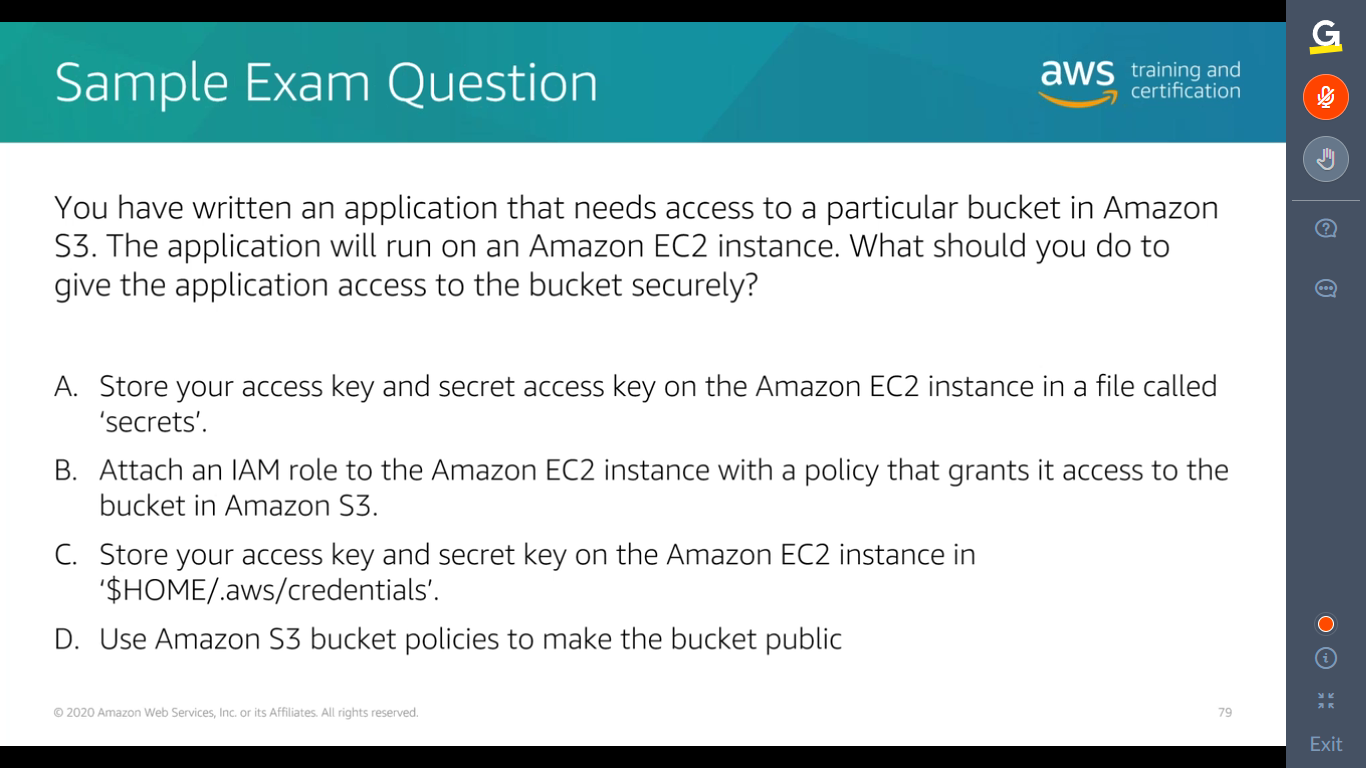 Sample Exam Question
aws training and
certification
You have written an application that needs access to a particular bucket in Amazon
S3. The application will run on an Amazon EC2 instance. What should you do to
give the application access to the bucket securely?
A. Store your access key and secret access key on the Amazon EC2 instance in a file called
‘secrets’.
B. Attach an IAM role to the Amazon EC2 instance with a policy that grants it access to the
bucket in Amazon S3.
C. Store your access key and secret key on the Amazon EC2 instance in
‘$HOME/.aws/credentials’.
D. Use Amazon S3 bucket policies to make the bucket public
© 2020 Amazon Web Services, Inc. or its Affiliates. All rights reserved.
79
G
Exit